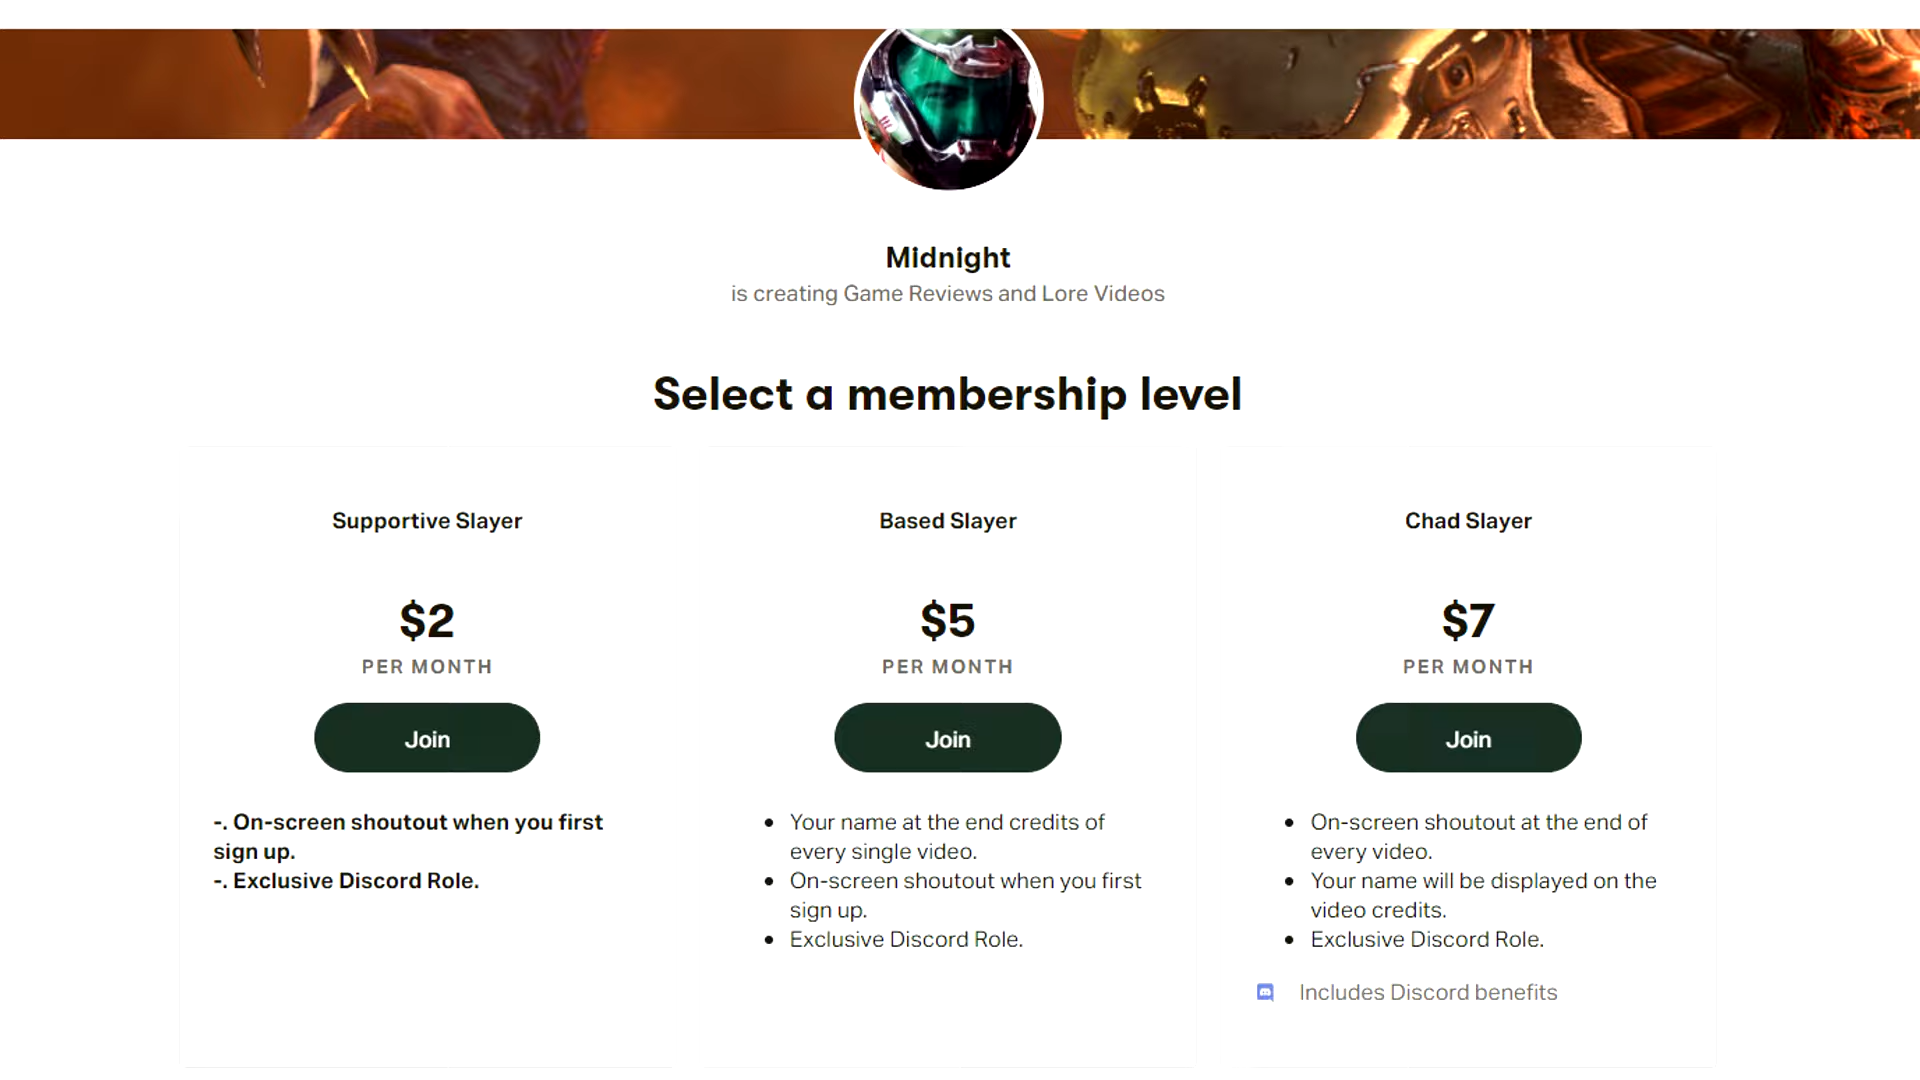 Midnight
is creating Game Reviews and Lore Videos
Select a membership level
Supportive Slayer
$2
PER MONTH
Join
-. On-screen shoutout when you first
sign up.
-. Exclusive Discord Role.
Based Slayer
$5
PER MONTH
Join
• Your name at the end credits of
every single video.
• On-screen shoutout when you first
sign up.
• Exclusive Discord Role.
Chad Slayer
$7
PER MONTH
Join
• On-screen shoutout at the end of
every video.
• Your name will be displayed on the
video credits.
• Exclusive Discord Role.
Includes Discord benefits